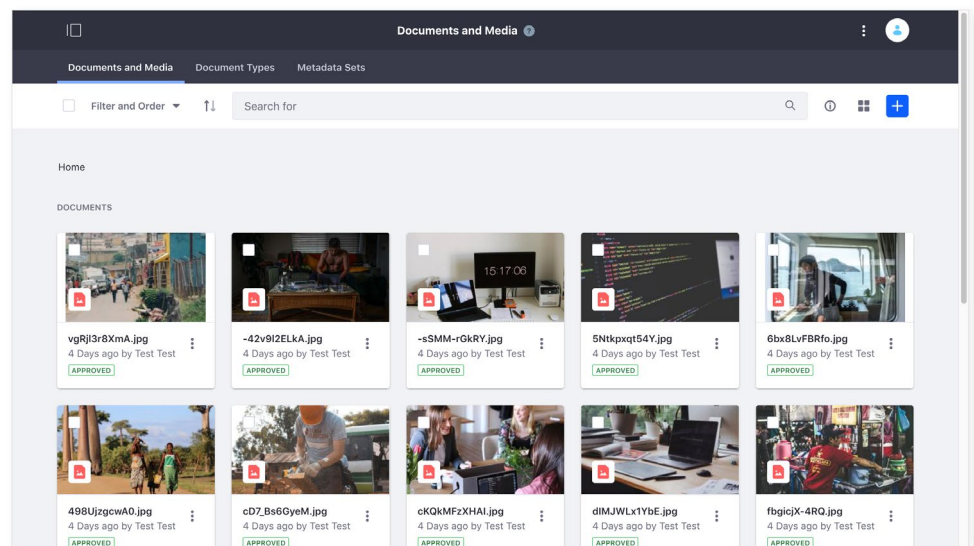 Documents and Media
Documents and Media Document Types Metadata Sets
Filter and Order Search for
Home
DOCUMENTS
15:17:06
vgRjl3r8XmA.jpg
4 Days ago by Test Test
APPROVED
-42v9I2ELkA.jpg
4 Days ago by Test Test
APPROVED
-sSMM-rGkRY.jpg
4 Days ago by Test Test
APPROVED
5Ntkpxqt54Y.jpg
4 Days ago by Test Test
APPROVED
6bx8LvFBRfo.jpg
4 Days ago by Test Test
APPROVED
498UjzgcwA0.jpg
4 Days ago by Test Test
APPROVED
cD7_Bs6GyeM.jpg
4 Days ago by Test Test
APPROVED
cKQkMFzXHAI.jpg
4 Days ago by Test Test
APPROVED
dIMJWLx1YbE.jpg
4 Days ago by Test Test
APPROVED
fbgicjX-4RQ.jpg
4 Days ago by Test Test
APPROVED